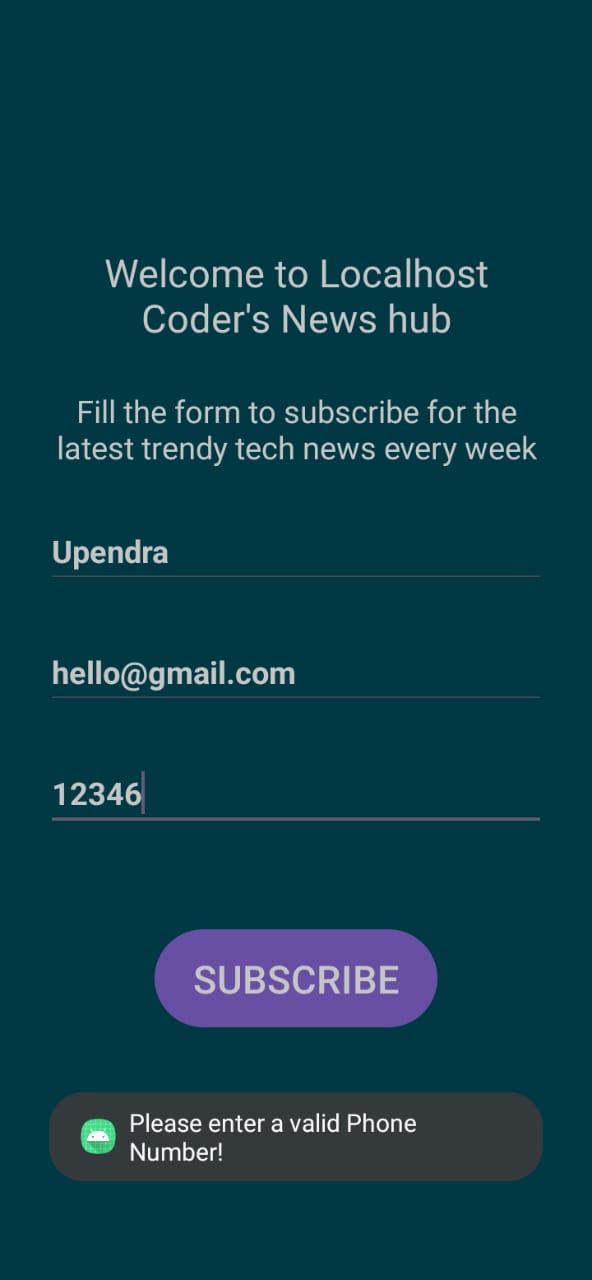 Welcome to Localhost
Coder's News hub
Fill the form to subscribe for the
latest trendy tech news every week
Upendra
hello@gmail.com
12346
SUBSCRIBE
Please enter a valid Phone
Number!